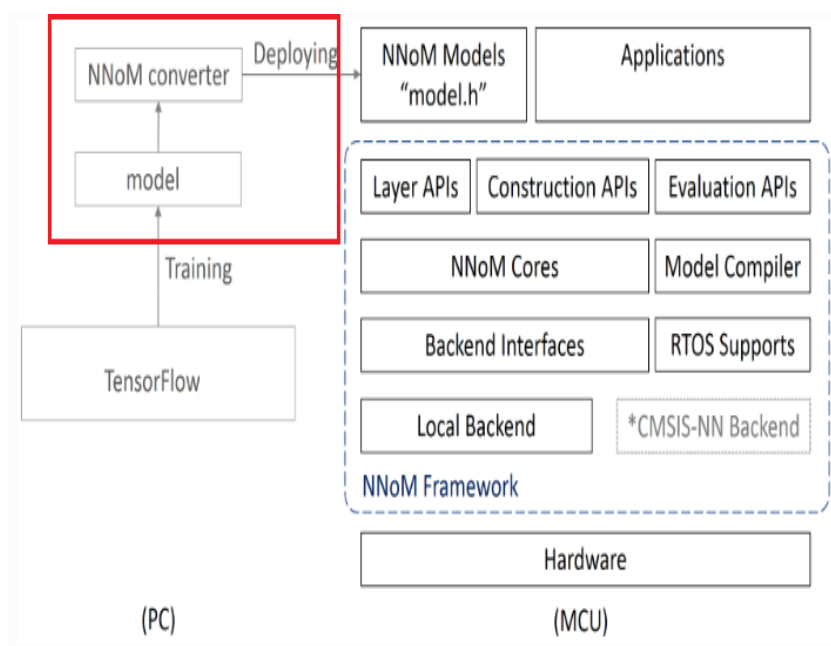 NNoM converter
Deploying
NNoM Models
"model.h"
Applications
model
Layer APIs
Construction APIs
Evaluation APIs
Training
NNoM Cores
Model Compiler
TensorFlow
Backend Interfaces
RTOS Supports
Local Backend
*CMSIS-NN Backend
NNoM Framework
Hardware
(PC)
(MCU)